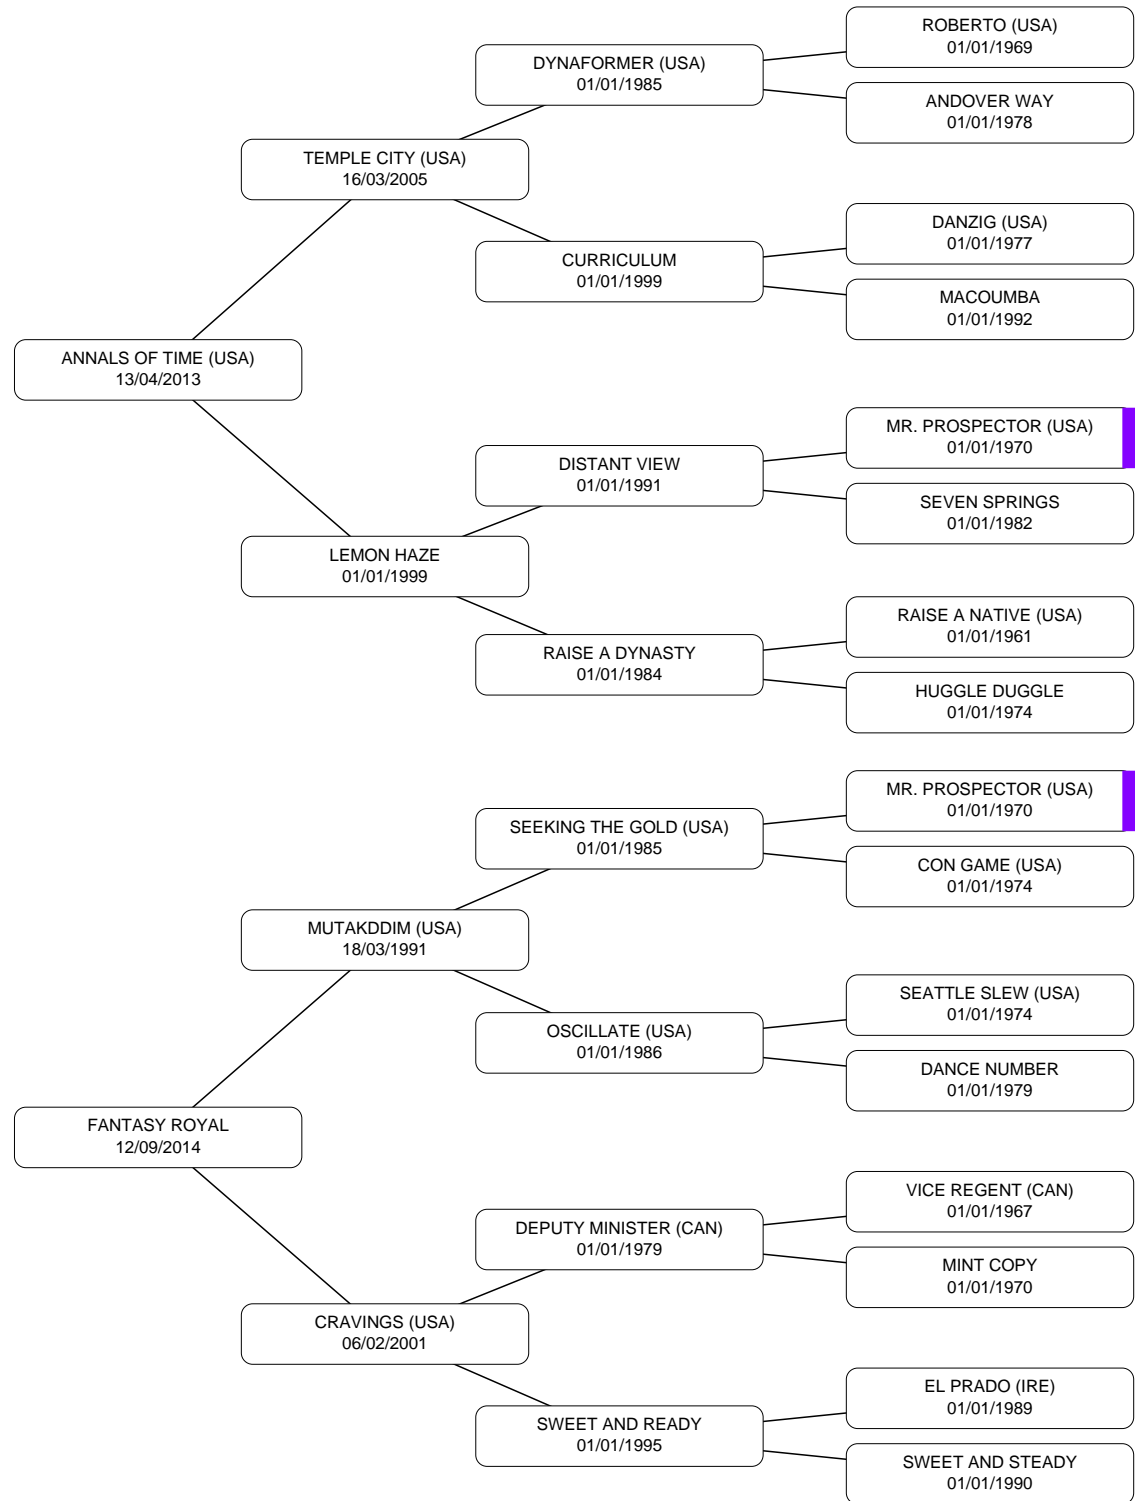 ROBERTO (USA)
01/01/1969
DYNAFORMER (USA)
01/01/1985
ANDOVER WAY
01/01/1978
TEMPLE CITY (USA)
16/03/2005
DANZIG (USA)
01/01/1977
CURRICULUM
01/01/1999
MACOUMBA
01/01/1992
ANNALS OF TIME (USA)
13/04/2013
MR. PROSPECTOR (USA)
01/01/1970
DISTANT VIEW
01/01/1991
SEVEN SPRINGS
01/01/1982
LEMON HAZE
01/01/1999
RAISE A NATIVE (USA)
01/01/1961
RAISE A DYNASTY
01/01/1984
HUGGLE DUGGLE
01/01/1974
MR. PROSPECTOR (USA)
01/01/1970
SEEKING THE GOLD (USA)
01/01/1985
CON GAME (USA)
01/01/1974
MUTAKDDIM (USA)
18/03/1991
SEATTLE SLEW (USA)
01/01/1974
OSCILLATE (USA)
01/01/1986
DANCE NUMBER
01/01/1979
FANTASY ROYAL
12/09/2014
VICE REGENT (CAN)
01/01/1967
DEPUTY MINISTER (CAN)
01/01/1979
MINT COPY
01/01/1970
CRAVINGS (USA)
06/02/2001
EL PRADO (IRE)
01/01/1989
SWEET AND READY
01/01/1995
SWEET AND STEADY
01/01/1990